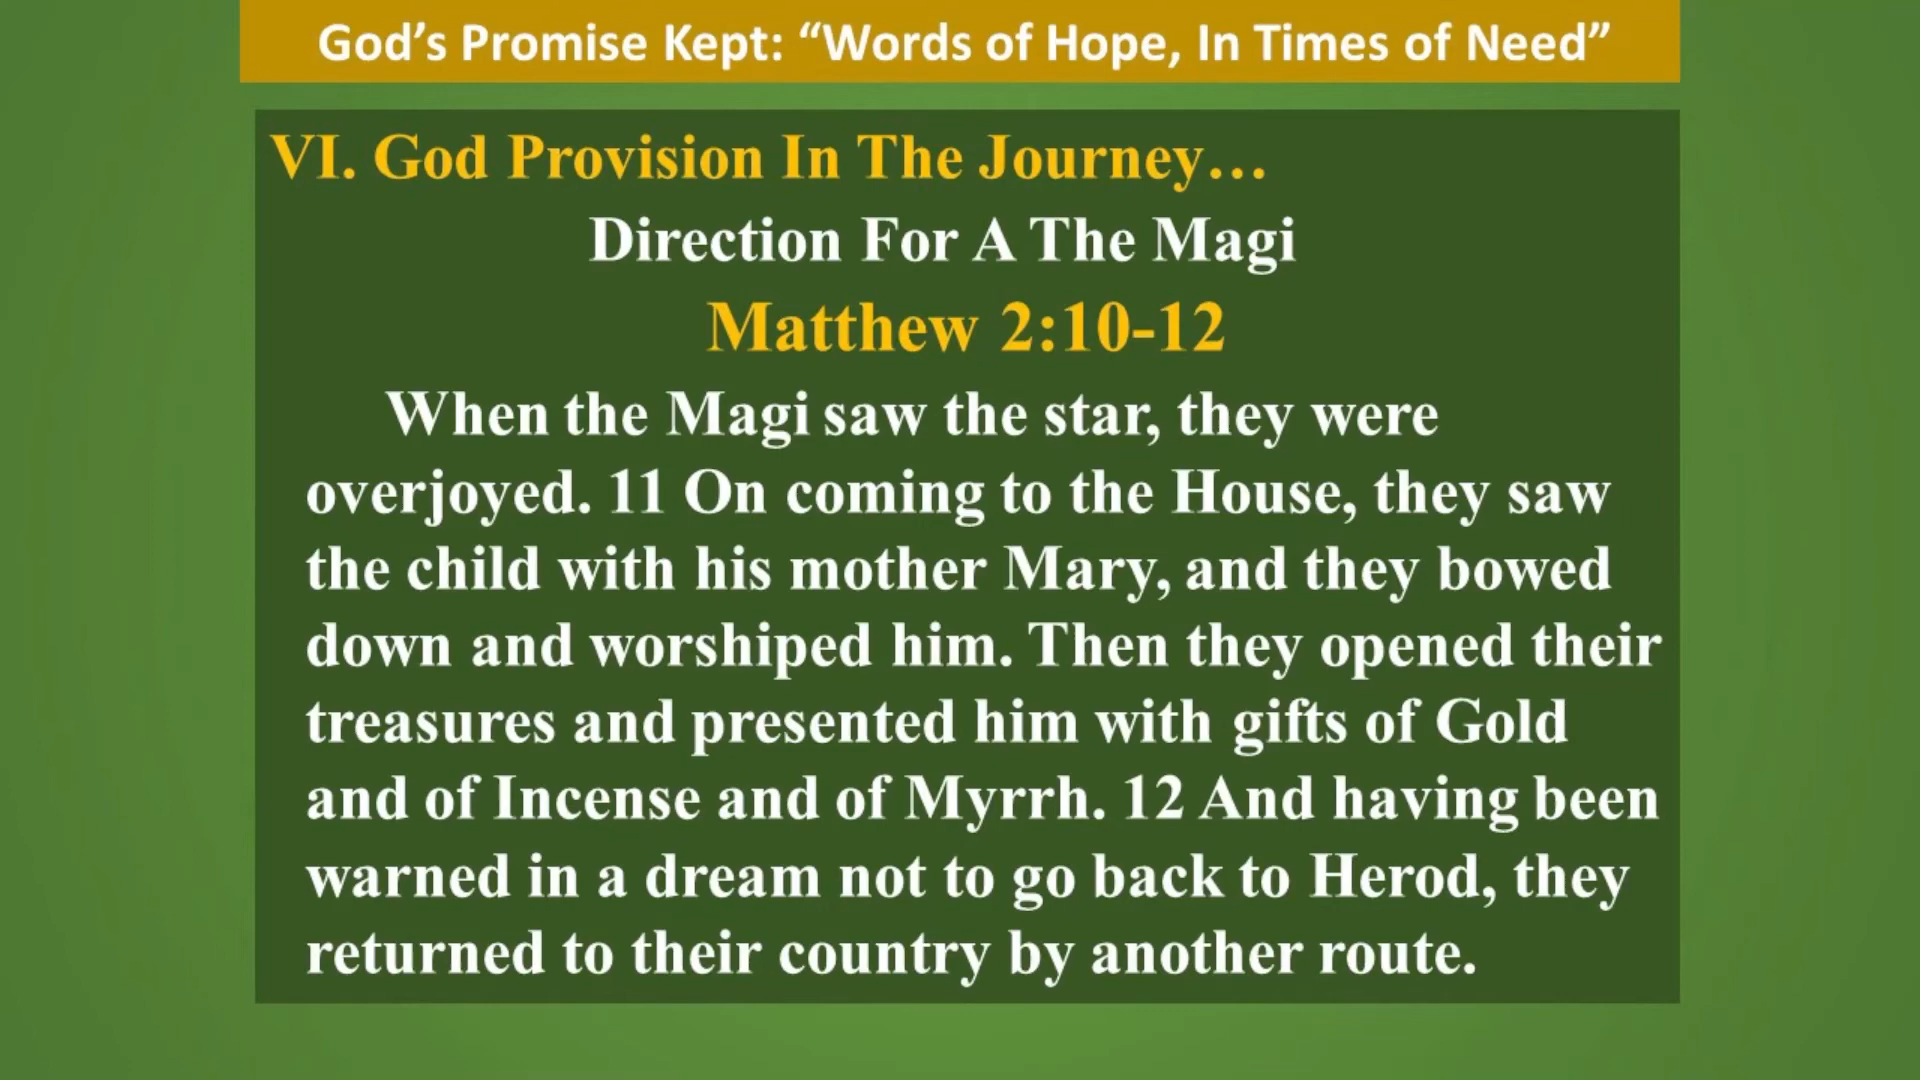 God’s Promise Kept: “Words of Hope, In Times of Need”
VI. God Provision In The Journey…
Direction For A The Magi
Matthew 2:10-12
When the Magi saw the star, they were
overjoyed. 11 On coming to the House, they saw
the child with his mother Mary, and they bowed
down and worshiped him. Then they opened their
treasures and presented him with gifts of Gold
and of Incense and of Myrrh. 12 And having been
warned in a dream not to go back to Herod, they
returned to their country by another route.